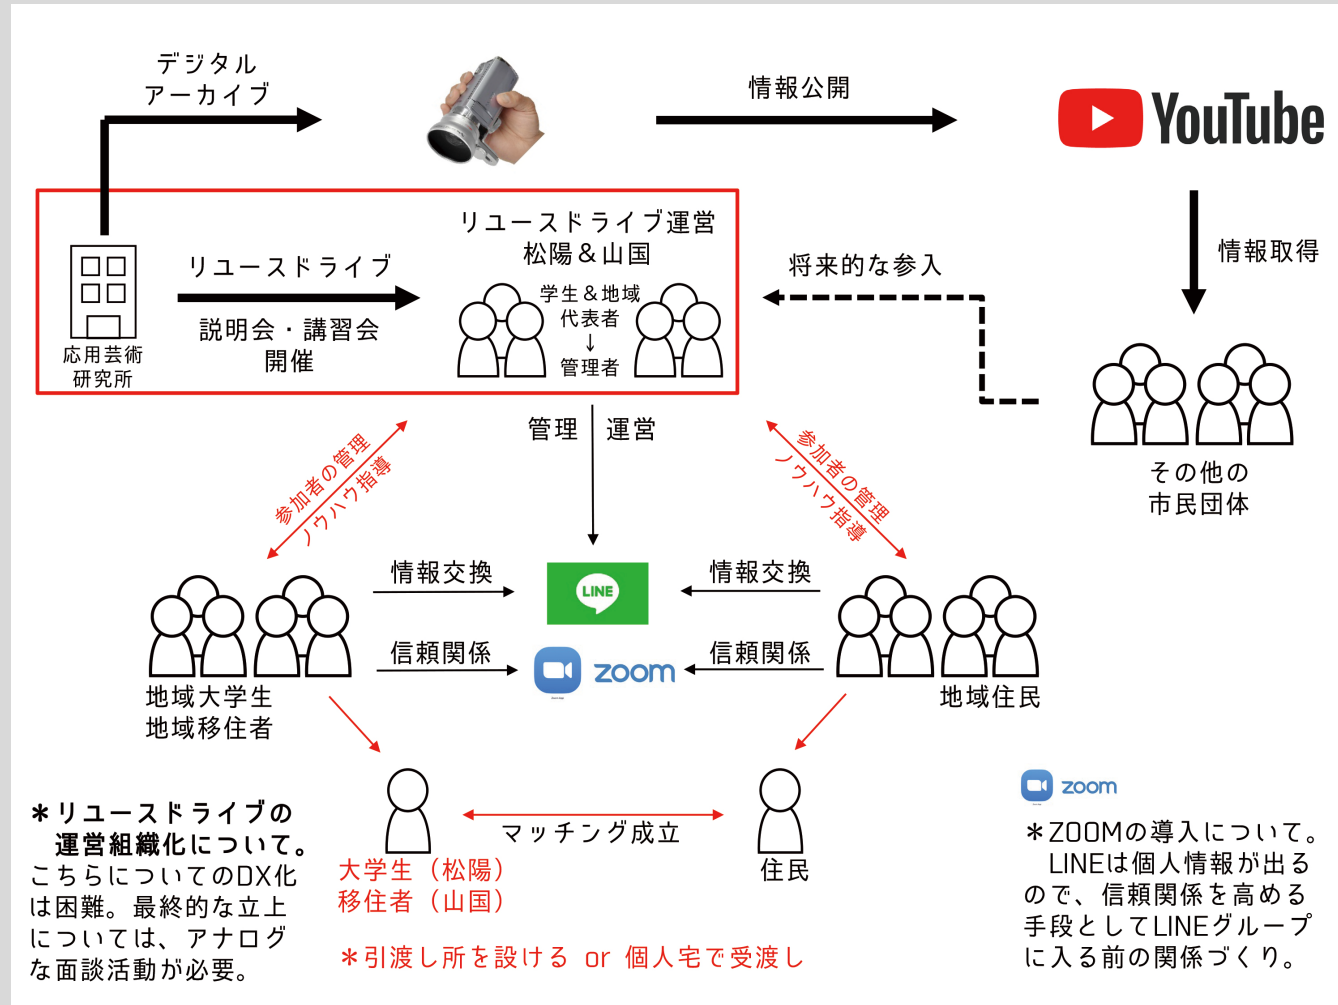 デジタル
アーカイブ
情報公開
YouTube
リユースドライブ運営
松陽&山国
リユースドライブ
説明会・講習会
開催
応用芸術
研究所
学生&地域
代表者
↓
管理者
将来的な参入
情報取得
その他の
市民団体
管理 運営
参加者の管理
ノウハウ指導
参加者の管理
ノウハウ指導
情報交換
LINE
情報交換
信頼関係
zoom
信頼関係
地域大学生
地域移住者
地域住民
マッチング成立
大学生（松陽）
移住者（山国）
住民
＊引渡し所を設ける or 個人宅で受渡し
＊リユースドライブの
運営組織化について。
こちらについてのDX化
は困難。最終的な立上
については、アナログ
な面談活動が必要。
zoom
＊ZOOMの導入について。
LINEは個人情報が出る
ので、信頼関係を高める
手段としてLINEグループ
に入る前の関係づくり。